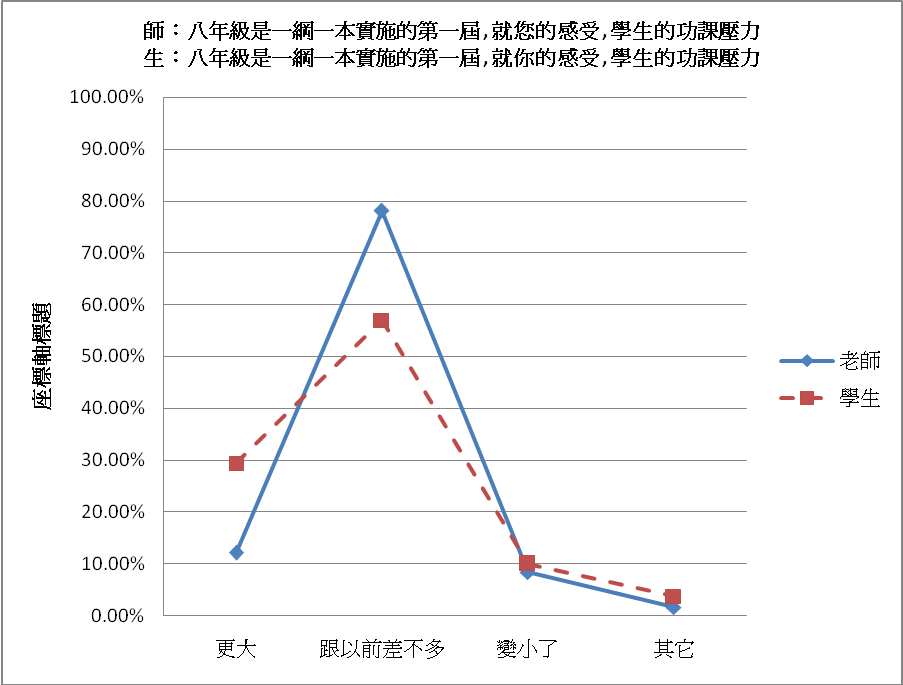 師：八年級是一綱一本實施的第一屆,就您的感受,學生的功課壓力
生：八年級是一綱一本實施的第一屆,就你的感受,學生的功課壓力
100.00%
90.00%
80.00%
70.00%
60.00%
50.00%
40.00%
30.00%
20.00%
10.00%
0.00%
座標軸標題
更大 跟以前差不多 變小了 其它
老師
學生